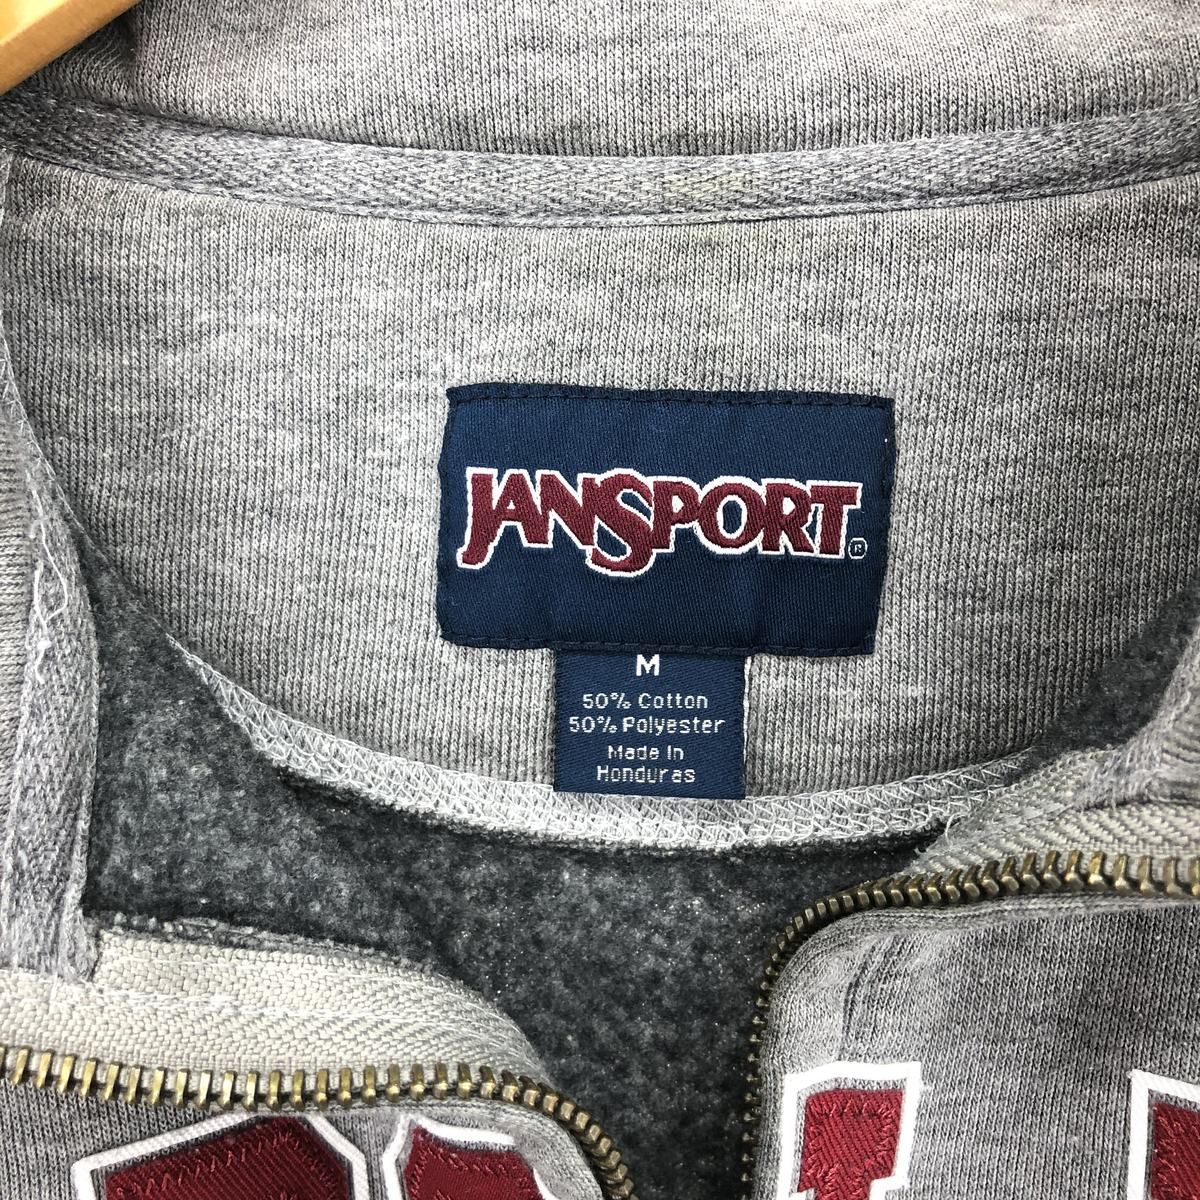 JANSPORT®
M
50% Cotton
50% Polyester
Made In
Honduras